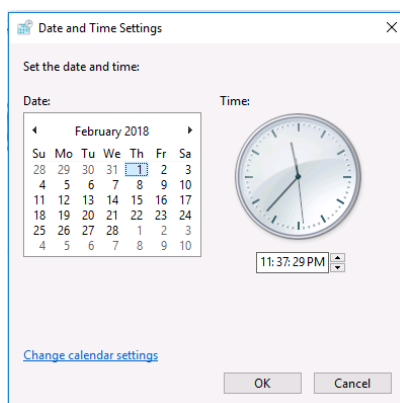 Date and Time Settings
Set the date and time:
Date:
Time:
February 2018
Su Mo Tu We Th Fr Sa
28 29 30 31 1 2 3
4 5 6 7 8 9 10
11 12 13 14 15 16 17
18 19 20 21 22 23 24
25 26 27 28 1 2 3
4 5 6 7 8 9 10
11:37:29 PM
Change calendar settings
OK Cancel